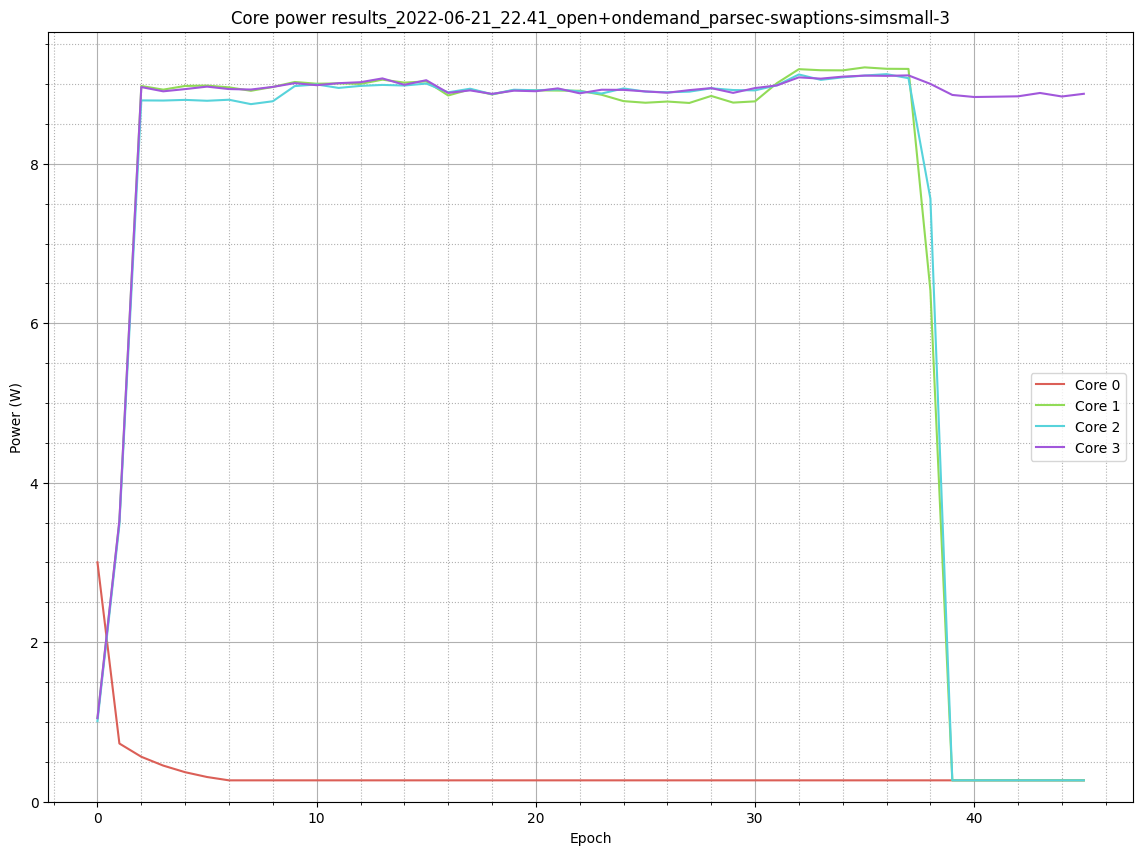 Core power results_2022-06-21_22.41_open+ondemand_parsec-swaptions-simsmall-3
8
6
4
2
0
Power (W)
Core 0
Core 1
Core 2
Core 3
0 10 20 30 40
Epoch